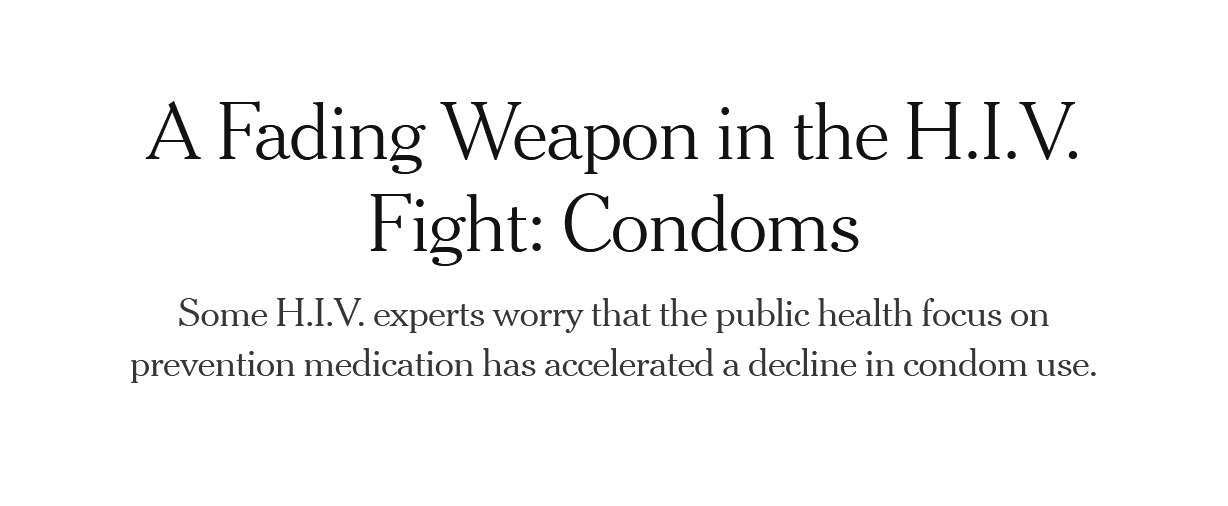 A Fading Weapon in the H.I.V.
Fight: Condoms
Some H.I.V. experts worry that the public health focus on
prevention medication has accelerated a decline in condom use.